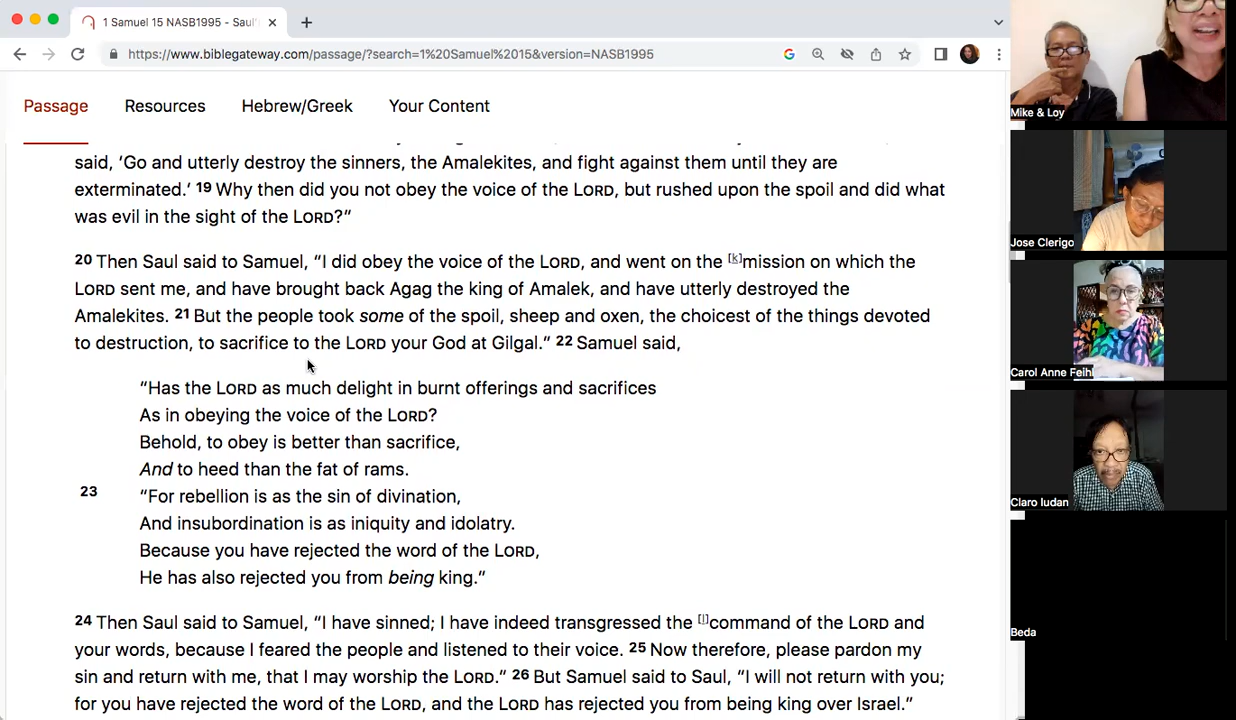 1 Samuel 15 NASB1995 - Saul'
https://www.biblegateway.com/passage/?search=1%20Samuel%2015&version=NASB1995
Passage Resources Hebrew/Greek Your Content
said, ‘Go and utterly destroy the sinners, the Amalekites, and fight against them until they are
exterminated.’ 19 Why then did you not obey the voice of the LORD, but rushed upon the spoil and did what
was evil in the sight of the LORD?”
20 Then Saul said to Samuel, “I did obey the voice of the LORD, and went on the [k]mission on which the
LORD sent me, and have brought back Agag the king of Amalek, and have utterly destroyed the
Amalekites. 21 But the people took some of the spoil, sheep and oxen, the choicest of the things devoted
to destruction, to sacrifice to the LORD your God at Gilgal.” 22 Samuel said,
“Has the LORD as much delight in burnt offerings and sacrifices
As in obeying the voice of the LORD?
Behold, to obey is better than sacrifice,
And to heed than the fat of rams.
23 “For rebellion is as the sin of divination,
And insubordination is as iniquity and idolatry.
Because you have rejected the word of the LORD,
He has also rejected you from being king.”
24 Then Saul said to Samuel, “I have sinned; I have indeed transgressed the [l]command of the LORD and
your words, because I feared the people and listened to their voice. 25 Now therefore, please pardon my
sin and return with me, that I may worship the LORD.” 26 But Samuel said to Saul, “I will not return with you;
for you have rejected the word of the LORD, and the LORD has rejected you from being king over Israel.”
Mike & Loy
Jose Clerigo
Carol Anne Feihl
Claro Iudan
Beda